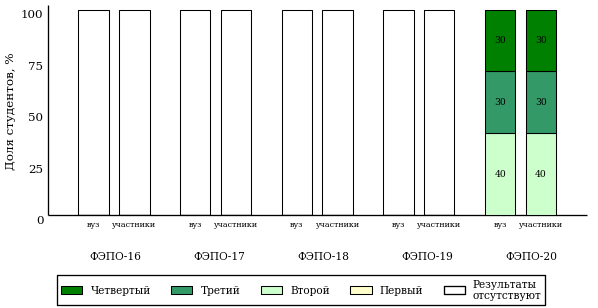 100
75
50
25
0
Доля студентов, %
30 30
30 30
40 40
вуз участники вуз участники вуз участники вуз участники вуз участники
ФЭПО-16 ФЭПО-17 ФЭПО-18 ФЭПО-19 ФЭПО-20
Четвертый Третий Второй Первый Результаты
отсутствуют